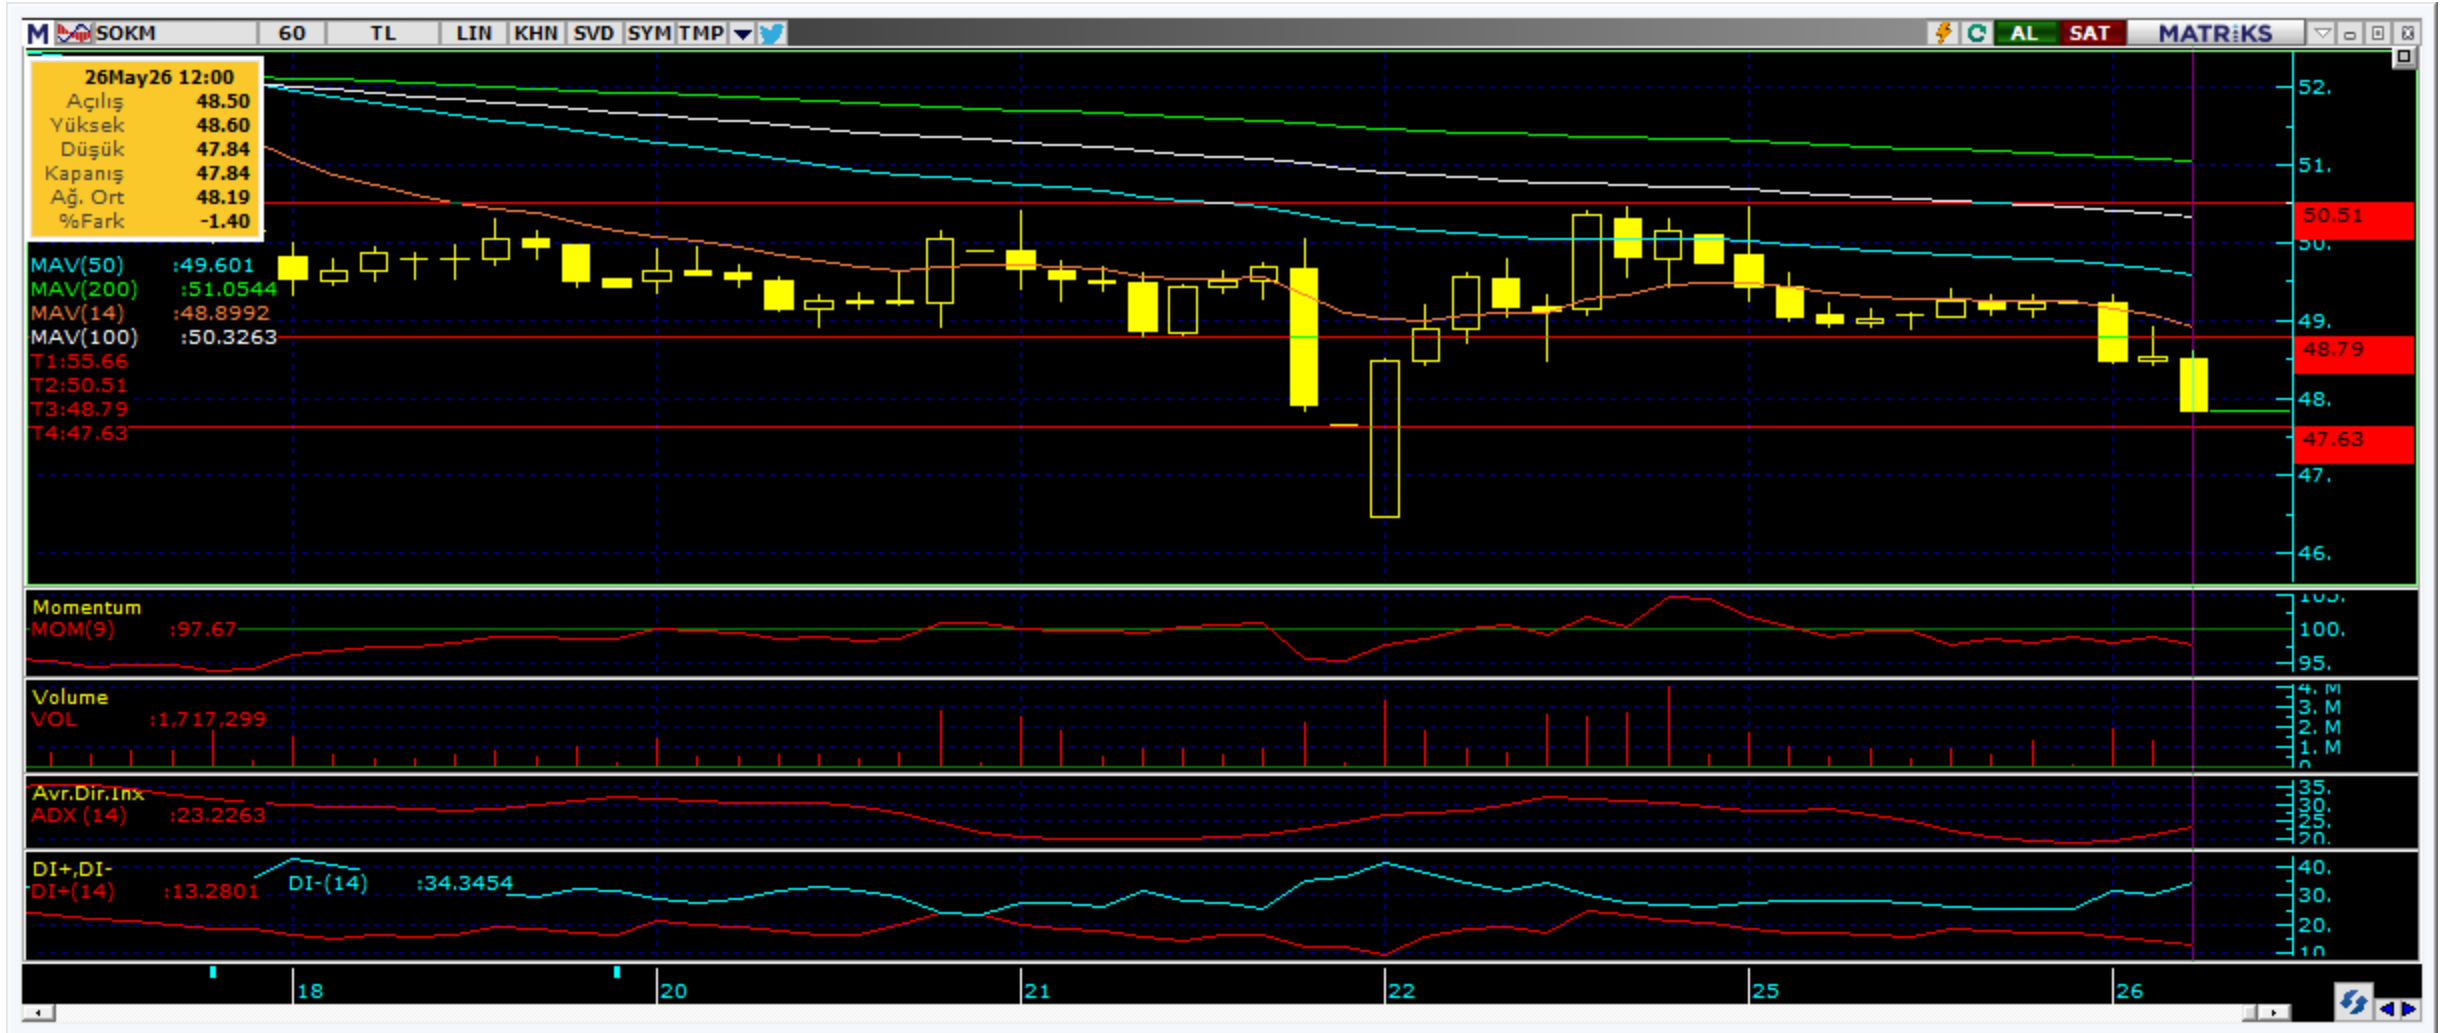 M SOKM 60 TL LIN KHN SVD SYM TMP AL SAT MATRİKS
26May26 12:00
Açılış 48.50
Yüksek 48.60
Düşük 47.84
Kapanış 47.84
Ağ. Ort 48.19
%Fark -1.40
MAV(50) :49.601
MAV(200) :51.0544
MAV(14) :48.8992
MAV(100) :50.3263
T1:55.66
T2:50.51
T3:48.79
T4:47.63
52.
51.
50.51
50.
49.
48.79
48.
47.63
47.
46.
Momentum
MOM(9) :97.67
105.
100.
95.
Volume
VOL :1,717,299
4. M
3. M
2. M
1. M
0
Avr.Dir.Inx
ADX (14) :23.2263
35.
30.
25.
20.
DI+,DI-
DI+(14) :13.2801 DI-(14) :34.3454
40.
30.
20.
10
18 20 21 22 25 26